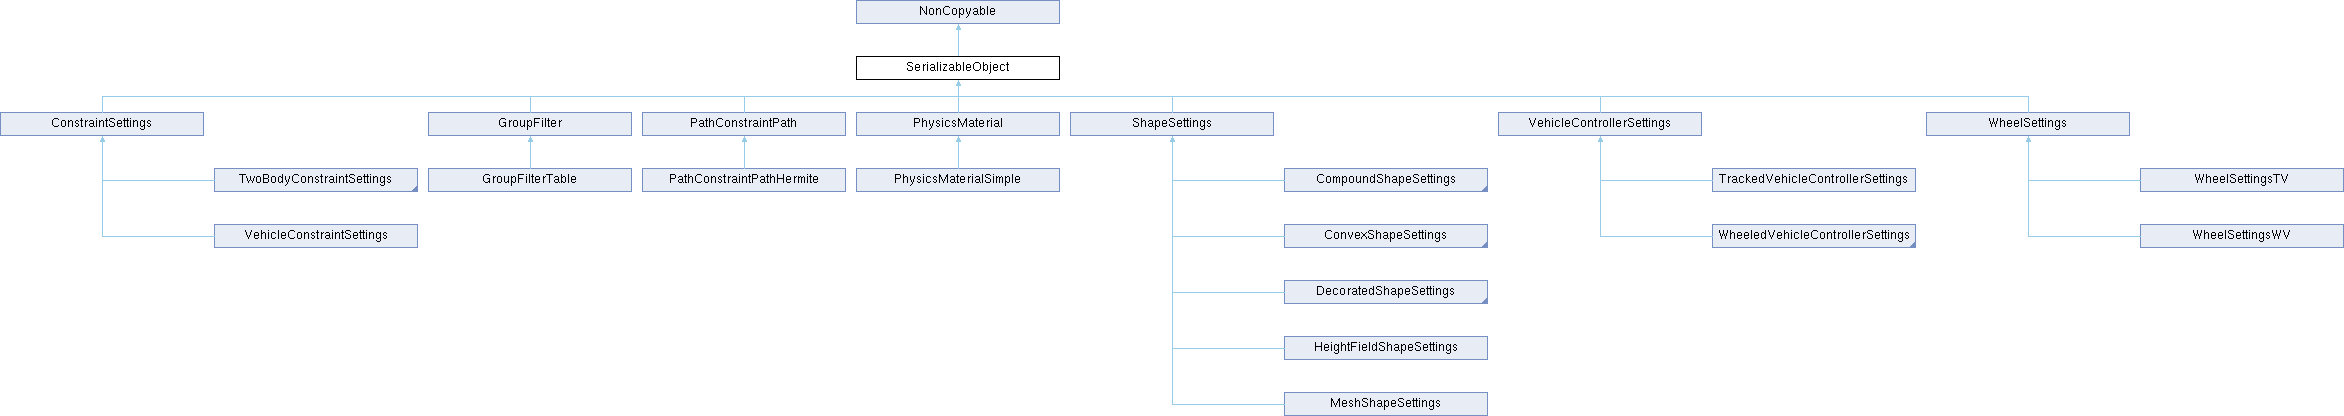 NonCopyable
SerializableObject
ConstraintSettings
GroupFilter
PathConstraintPath
PhysicsMaterial
ShapeSettings
VehicleControllerSettings
WheelSettings
TwoBodyConstraintSettings
GroupFilterTable
PathConstraintPathHermite
PhysicsMaterialSimple
CompoundShapeSettings
TrackedVehicleControllerSettings
WheelSettingsTV
VehicleConstraintSettings
ConvexShapeSettings
WheeledVehicleControllerSettings
WheelSettingsWV
DecoratedShapeSettings
HeightFieldShapeSettings
MeshShapeSettings